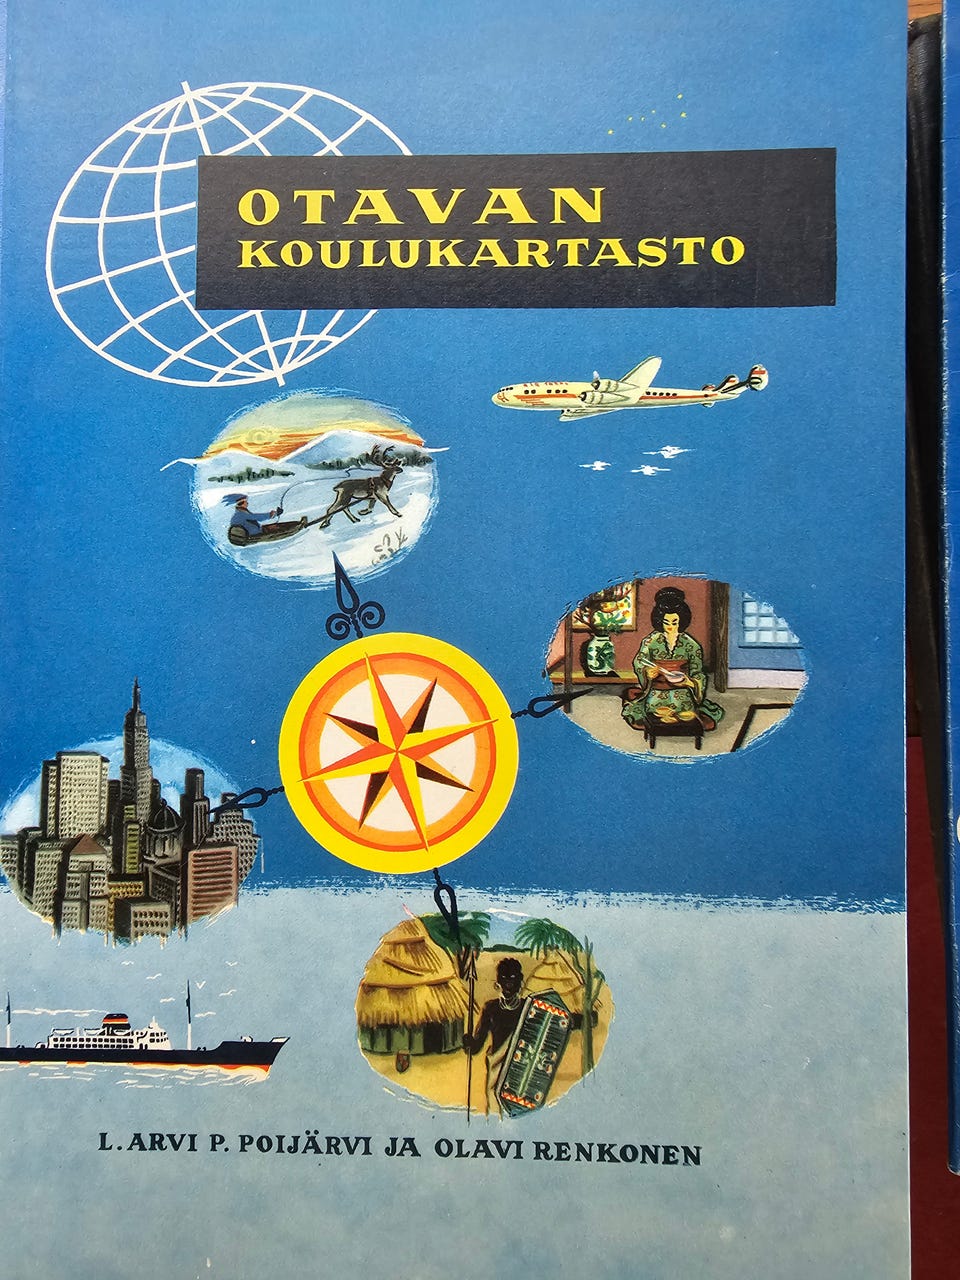 OTAVAN
KOULUKARTASTO
L. ARVI P. POIJÄRVI JA OLAVI RENKONEN